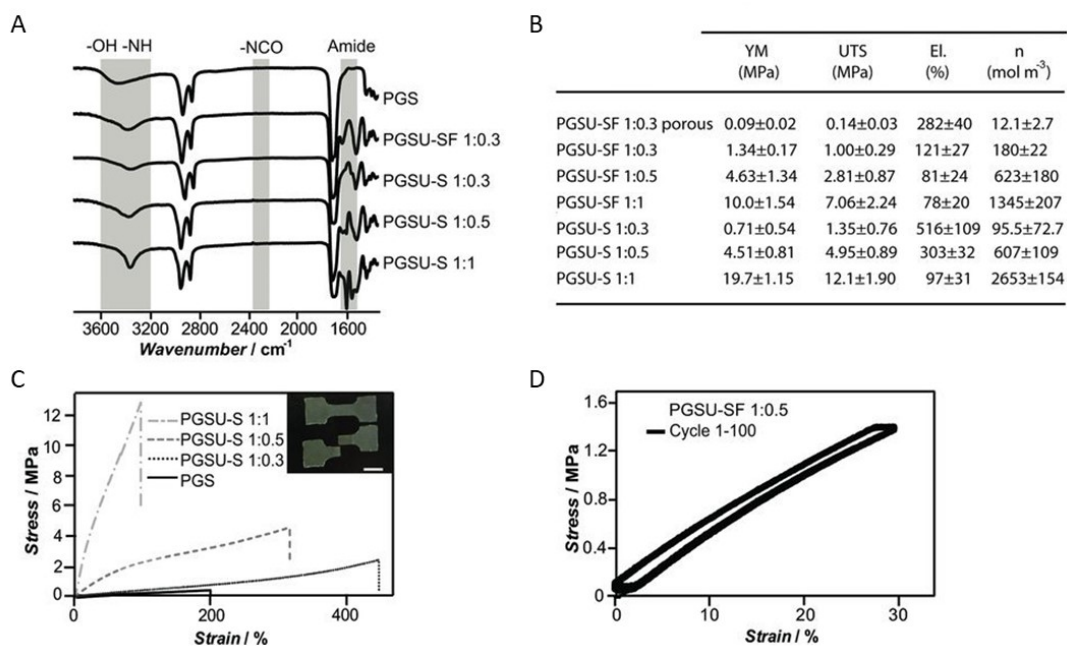 A
-OH -NH
-NCO
Amide
PGS
PGSU-SF 1:0.3
PGSU-S 1:0.3
PGSU-S 1:0.5
PGSU-S 1:1
3600 3200 2800 2400 2000 1600
Wavenumber / cm-1
B
YM UTS El. n
(MPa) (MPa) (%) (mol m-3)
PGSU-SF 1:0.3 porous 0.09±0.02 0.14±0.03 282±40 12.1±2.7
PGSU-SF 1:0.3 1.34±0.17 1.00±0.29 121±27 180±22
PGSU-SF 1:0.5 4.63±1.34 2.81±0.87 81±24 623±180
PGSU-SF 1:1 10.0±1.54 7.06±2.24 78±20 1345±207
PGSU-S 1:0.3 0.71±0.54 1.35±0.76 516±109 95.5±72.7
PGSU-S 1:0.5 4.51±0.81 4.95±0.89 303±32 607±109
PGSU-S 1:1 19.7±1.15 12.1±1.90 97±31 2653±154
C
Stress / MPa
12
10
8
6
4
2
0
PGSU-S 1:1
PGSU-S 1:0.5
PGSU-S 1:0.3
PGS
0 200 400
Strain / %
D
Stress / MPa
1.6
1.2
0.8
0.4
0
PGSU-SF 1:0.5
Cycle 1-100
0 10 20 30
Strain / %